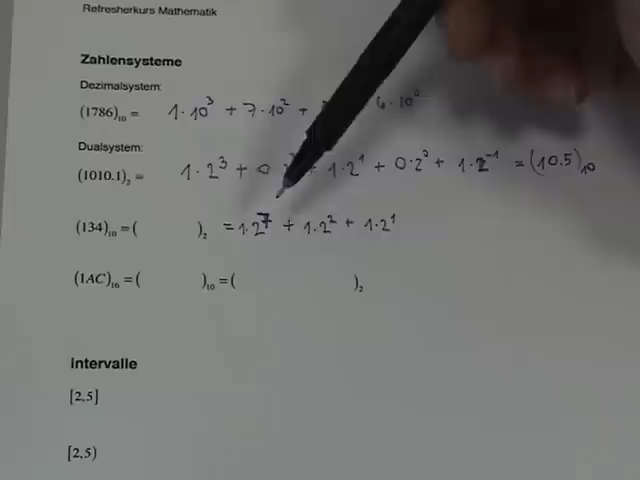 Refresherkurs Mathematik
Zahlensysteme
Dezimalsystem:
(1786)₁₀ = 1·10³ + 7·10² + 6·10⁰
Dualsystem:
(1010.1)₂ = 1·2³ + 0 + 1·2¹ + 0·2⁰ + 1·2⁻¹ = (10.5)₁₀
(134)₁₀ = ( )₂ = 1·2⁷ + 1·2² + 1·2¹
(1AC)₁₆ = ( )₁₀ = ( )₂
Intervalle
[2,5]
[2,5)